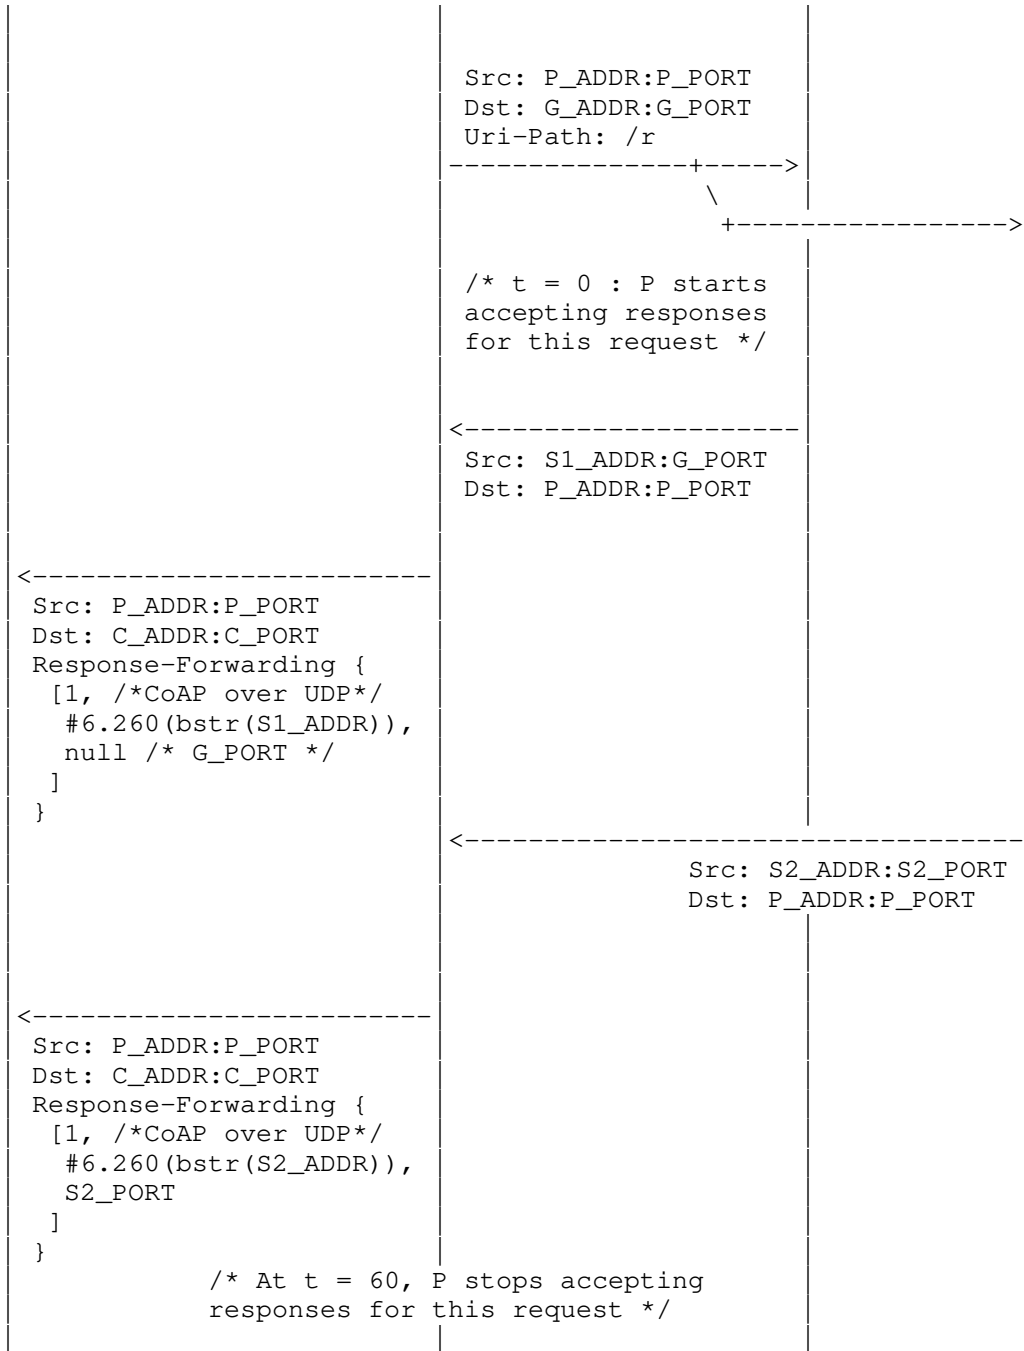 Src: P_ADDR:P_PORT
Dst: G_ADDR:G_PORT
Uri-Path: /r
---------------+----->
\
+----------------->
/* t = 0 : P starts
accepting responses
for this request */
<---------------------
Src: S1_ADDR:G_PORT
Dst: P_ADDR:P_PORT
<-------------------------
Src: P_ADDR:P_PORT
Dst: C_ADDR:C_PORT
Response-Forwarding {
[1, /*CoAP over UDP*/
#6.260(bstr(S1_ADDR)),
null /* G_PORT */
]
}
<-----------------------------------
Src: S2_ADDR:S2_PORT
Dst: P_ADDR:P_PORT
<-------------------------
Src: P_ADDR:P_PORT
Dst: C_ADDR:C_PORT
Response-Forwarding {
[1, /*CoAP over UDP*/
#6.260(bstr(S2_ADDR)),
S2_PORT
]
}
/* At t = 60, P stops accepting
responses for this request */